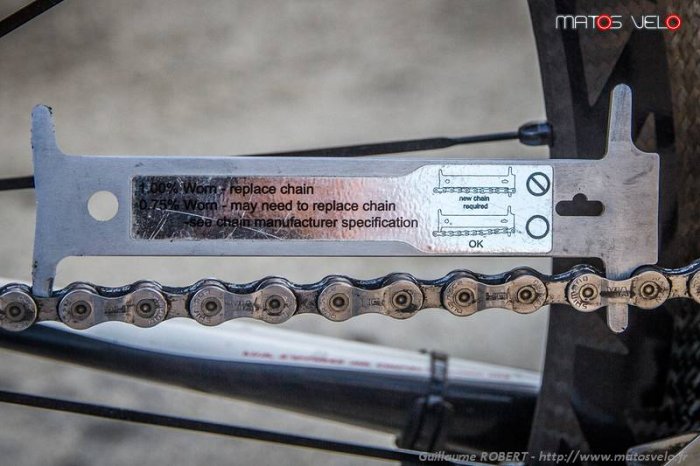 MATOS VELO
1.00% Worn - replace chain
0.75% Worn - may need to replace chain
-see chain manufacturer specification
new chain
required
OK
Guillaume ROBERT - http://www.matosvelo.fr